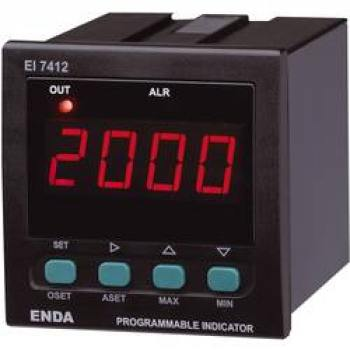 EI 7412
OUT ALR
2000
SET ▷ △ ▽
OSET ASET MAX MIN
ENDA PROGRAMMABLE INDICATOR